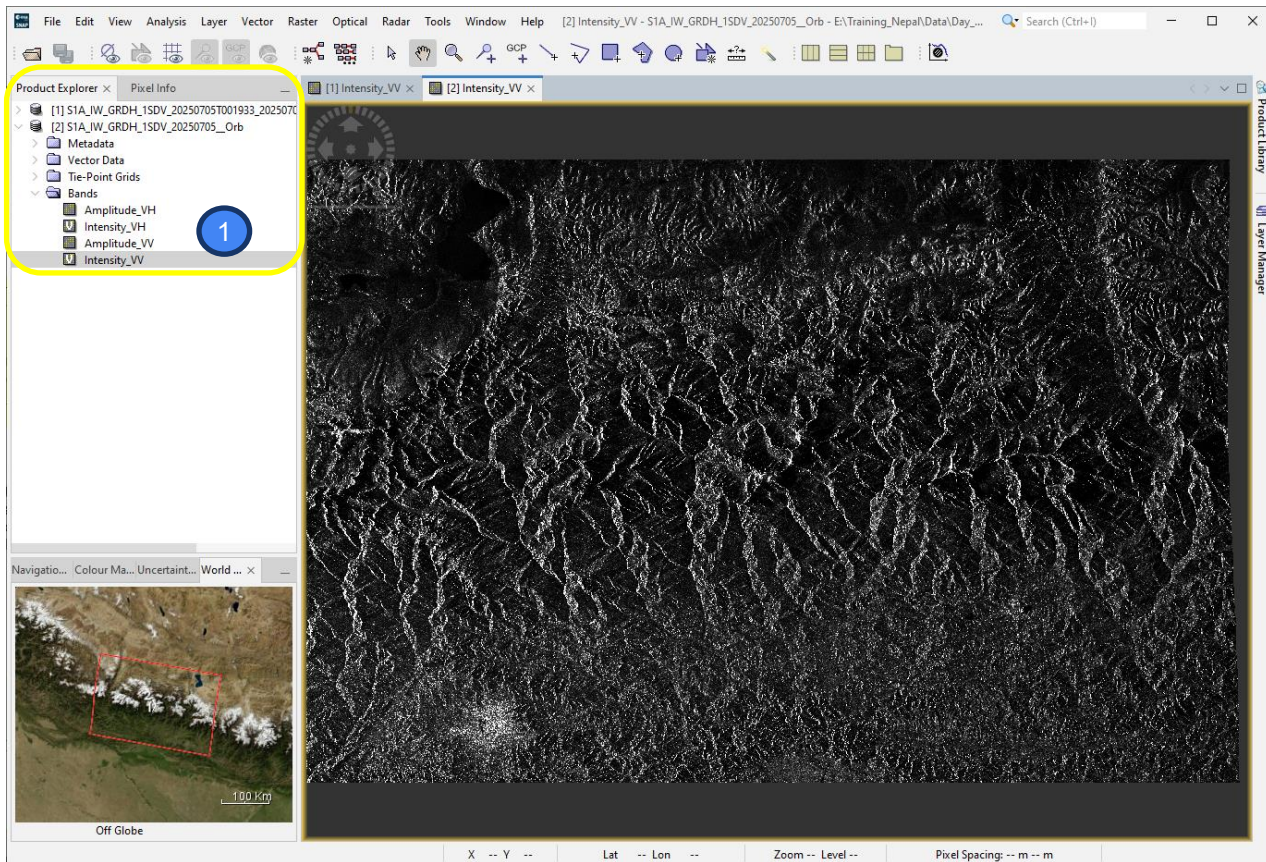 File Edit View Analysis Layer Vector Raster Optical Radar Tools Window Help [2] Intensity_VV - S1A_IW_GRDH_1SDV_20250705__Orb - E:\Training_Nepal\Data\Day_... Search (Ctrl+I)
GCP GCP
Product Explorer Pixel Info [1] Intensity_VV [2] Intensity_VV
[1] S1A_IW_GRDH_1SDV_20250705T001933_2025070
[2] S1A_IW_GRDH_1SDV_20250705__Orb
Metadata
Vector Data
Tie-Point Grids
Bands
Amplitude_VH
Intensity_VH
Amplitude_VV
Intensity_VV
1
Product Library
Layer Manager
Navigatio... Colour Ma... Uncertaint... World ...
100 Km
Off Globe
X -- Y -- Lat -- Lon -- Zoom -- Level -- Pixel Spacing: -- m -- m